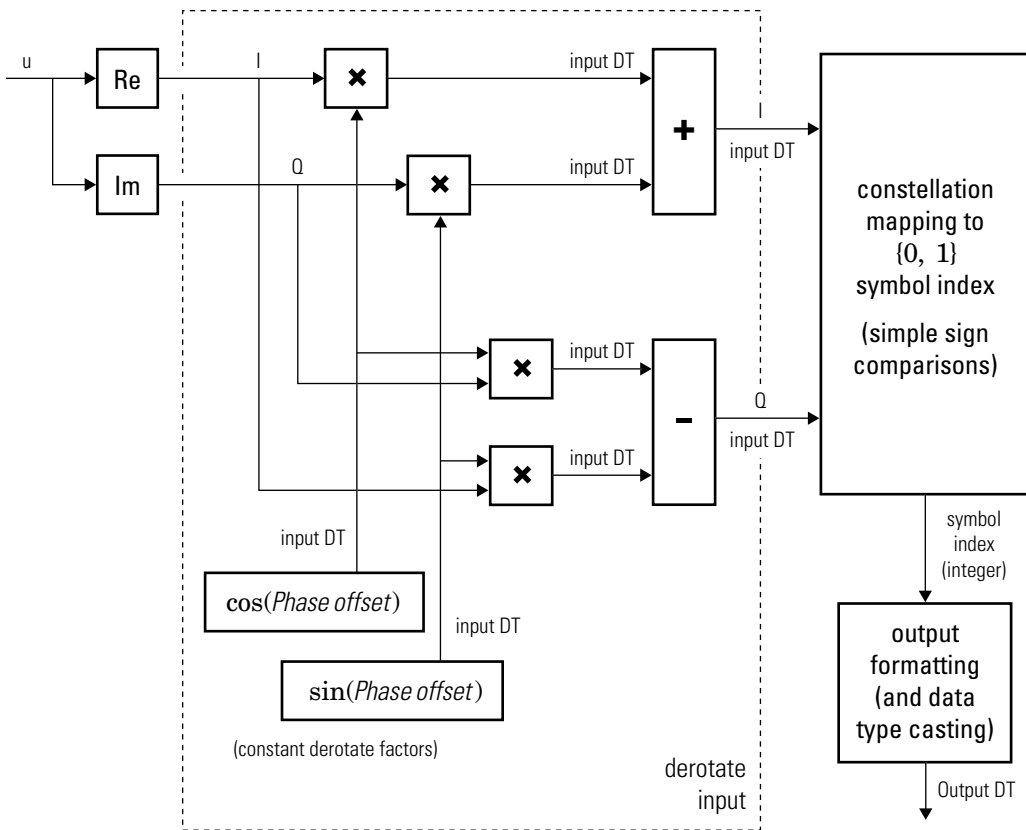 u
Re
I
×
input DT
+
I
input DT
Im
Q
×
input DT
constellation
mapping to
{0, 1}
symbol index
(simple sign
comparisons)
×
input DT
−
Q
input DT
×
input DT
input DT
cos(Phase offset)
input DT
sin(Phase offset)
(constant derotate factors)
derotate
input
symbol
index
(integer)
output
formatting
(and data
type casting)
Output DT